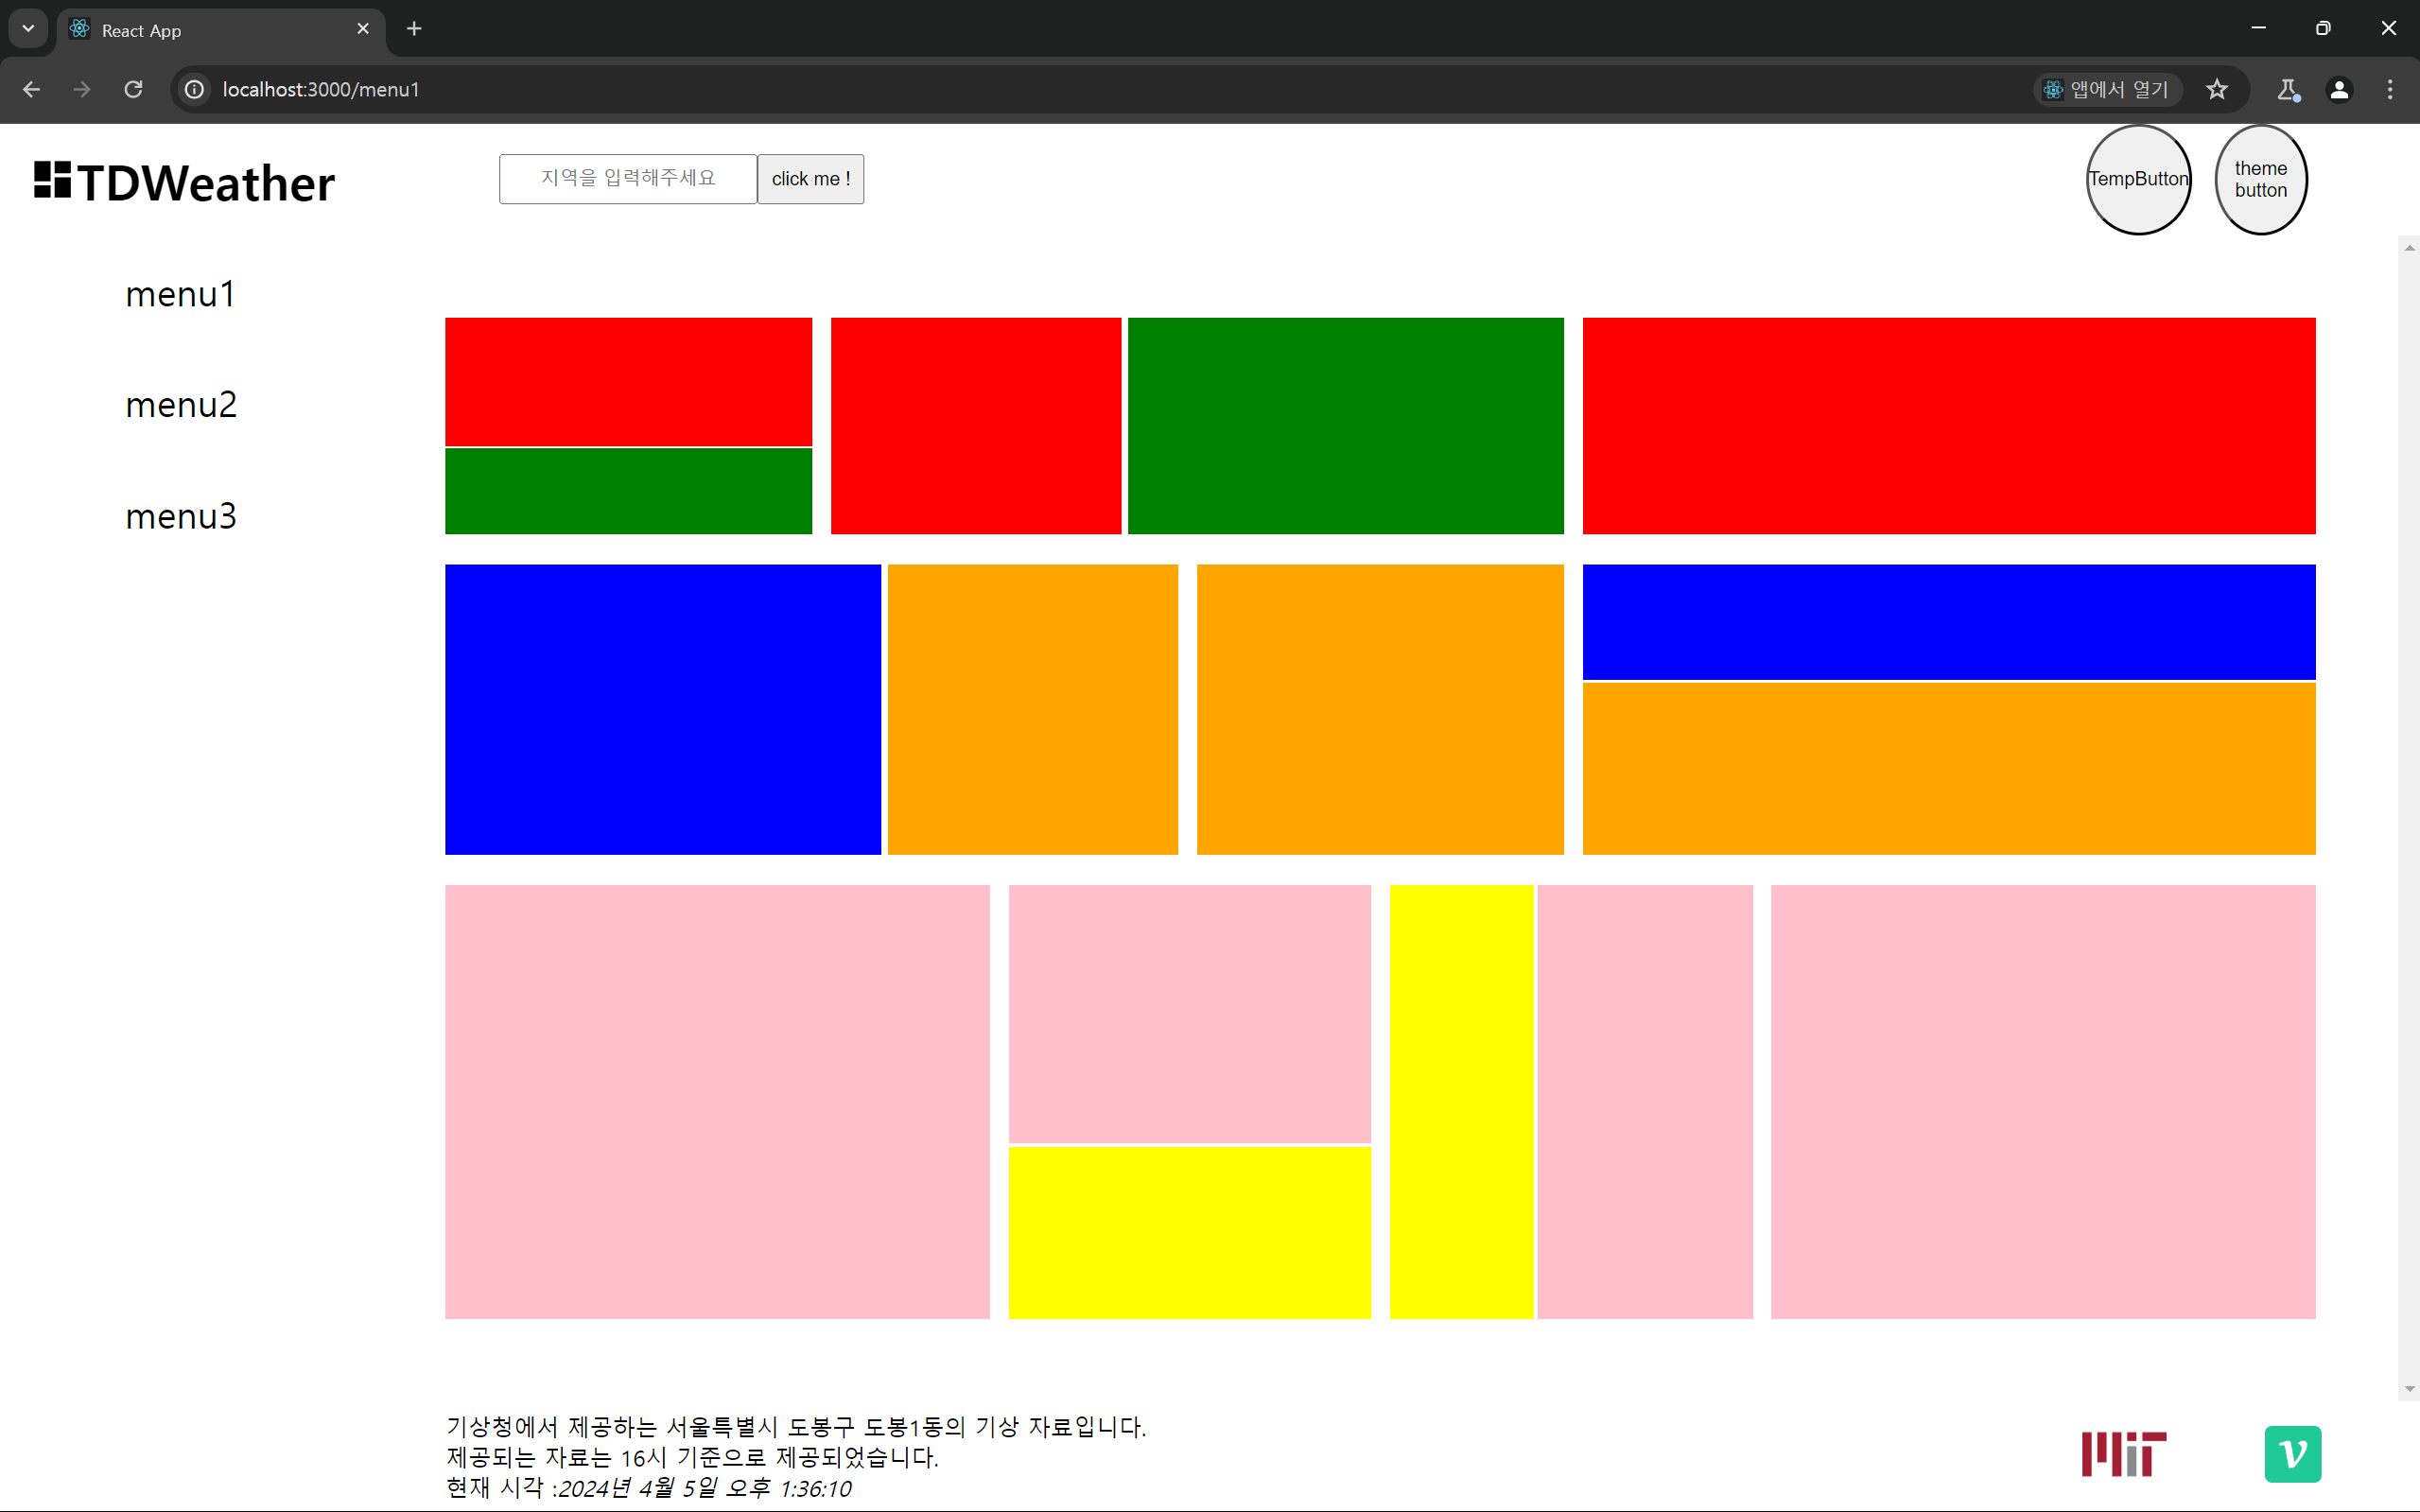 React App
localhost:3000/menu1
앱에서 열기
TDWeather
지역을 입력해주세요
click me !
TempButton
theme
button
menu1
menu2
menu3
기상청에서 제공하는 서울특별시 도봉구 도봉1동의 기상 자료입니다.
제공되는 자료는 16시 기준으로 제공되었습니다.
현재 시각 :2024년 4월 5일 오후 1:36:10
MIT
v